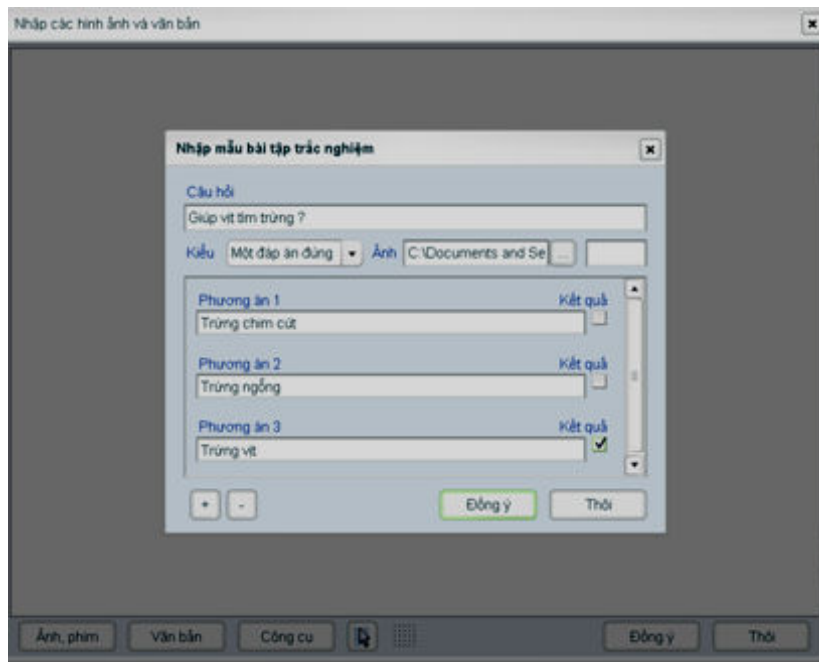 Nhập các hình ảnh và văn bản
Nhập mẫu bài tập trắc nghiệm
Câu hỏi
Giúp vịt tìm trứng ?
Kiểu Một đáp án đúng Ảnh C:\Documents and Se ...
Phương án 1 Kết quả
Trứng chim cút
Phương án 2 Kết quả
Trứng ngỗng
Phương án 3 Kết quả
Trứng vịt
+ - Đồng ý Thôi
Ảnh, phim Văn bản Công cụ Đồng ý Thôi